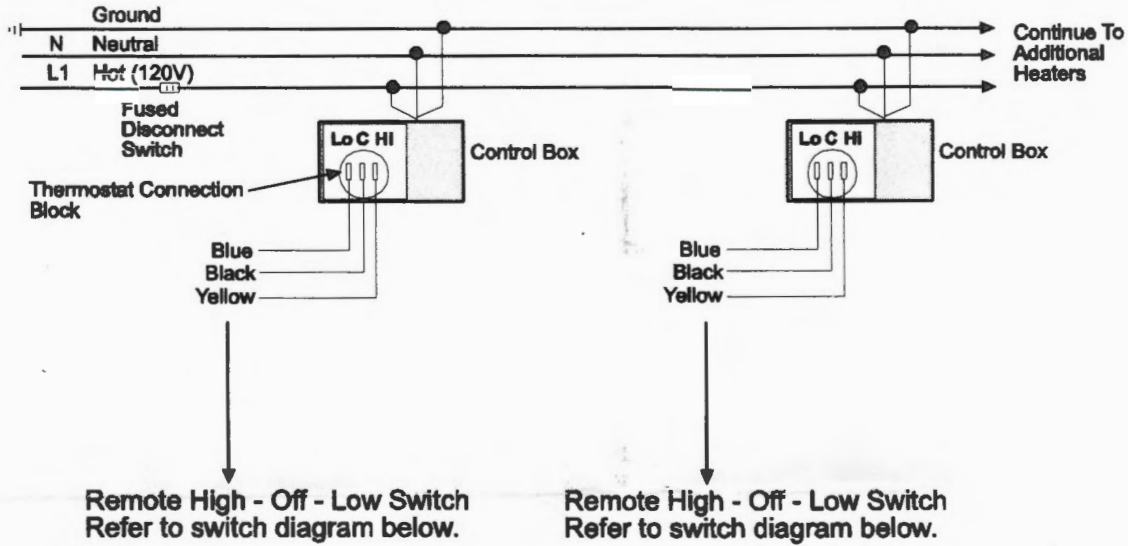 Ground
N Neutral
L1 Hot (120V)
Continue To
Additional
Heaters
Fused
Disconnect
Switch
Lo C Hi
Control Box
Lo C Hi
Control Box
Thermostat Connection
Block
Blue
Black
Yellow
Blue
Black
Yellow
Remote High - Off - Low Switch
Refer to switch diagram below.
Remote High - Off - Low Switch
Refer to switch diagram below.